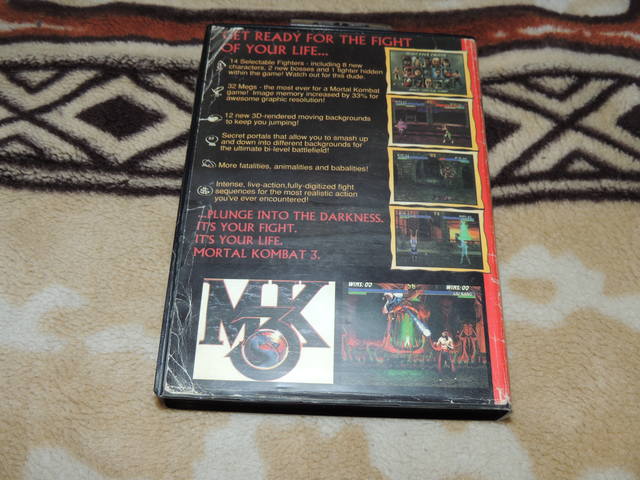 GET READY FOR THE FIGHT
OF YOUR LIFE...
14 Selectable Fighters - including 8 new
characters, 2 new bosses and 1 fighter hidden
within the game! Watch out for this dude.
32 Megs - the most ever for a Mortal Kombat
game! Image memory increased by 33% for
awesome graphic resolution!
12 new 3D-rendered moving backgrounds
to keep you jumping!
Secret portals that allow you to smash up
and down into different backgrounds for
the ultimate bi-level battlefield!
More fatalities, animalities and babalities!
Intense, live-action,fully-digitized fight
sequences for the most realistic action
you've ever encountered!
...PLUNGE INTO THE DARKNESS.
IT'S YOUR FIGHT.
IT'S YOUR LIFE.
MORTAL KOMBAT 3.
MK
3
WINS: 00
WINS: 00
LIU KANG